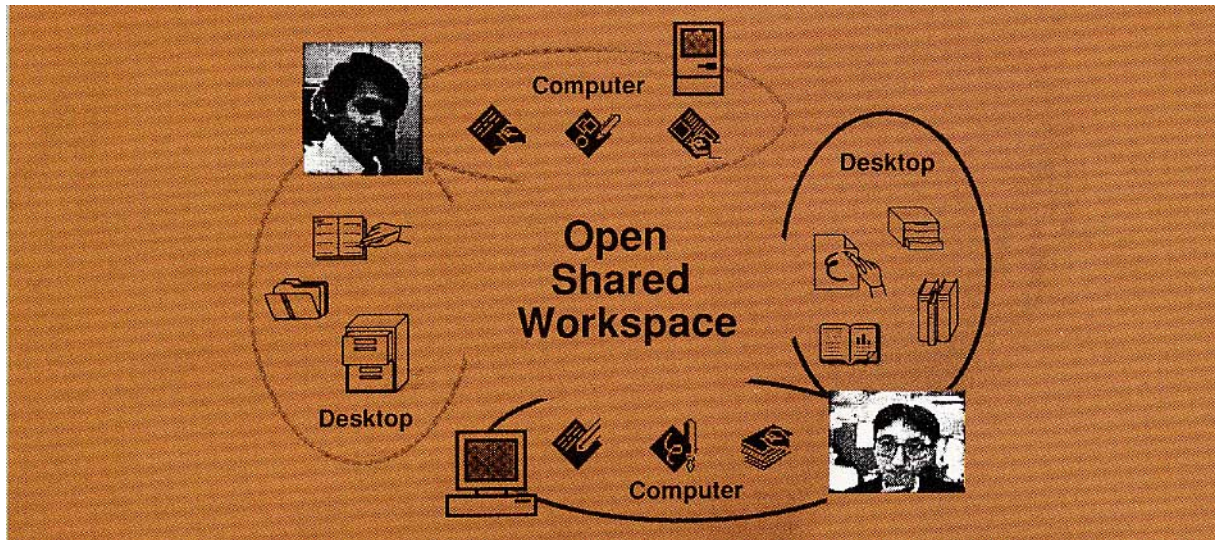 Computer
Desktop
Open
Shared
Workspace
Desktop
Computer